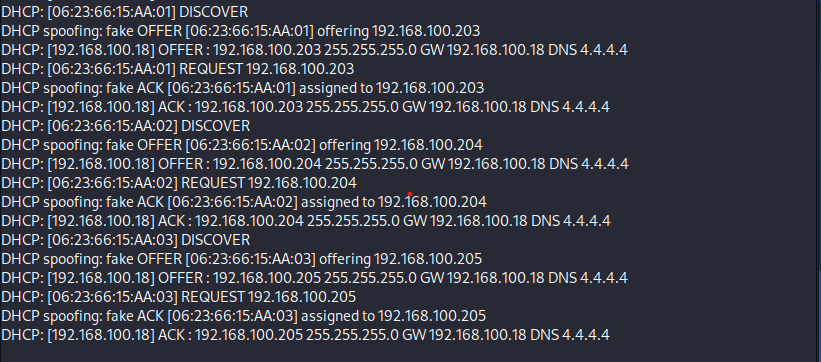 DHCP: [06:23:66:15:AA:01] DISCOVER
DHCP spoofing: fake OFFER [06:23:66:15:AA:01] offering 192.168.100.203
DHCP: [192.168.100.18] OFFER : 192.168.100.203 255.255.255.0 GW 192.168.100.18 DNS 4.4.4.4
DHCP: [06:23:66:15:AA:01] REQUEST 192.168.100.203
DHCP spoofing: fake ACK [06:23:66:15:AA:01] assigned to 192.168.100.203
DHCP: [192.168.100.18] ACK : 192.168.100.203 255.255.255.0 GW 192.168.100.18 DNS 4.4.4.4
DHCP: [06:23:66:15:AA:02] DISCOVER
DHCP spoofing: fake OFFER [06:23:66:15:AA:02] offering 192.168.100.204
DHCP: [192.168.100.18] OFFER : 192.168.100.204 255.255.255.0 GW 192.168.100.18 DNS 4.4.4.4
DHCP: [06:23:66:15:AA:02] REQUEST 192.168.100.204
DHCP spoofing: fake ACK [06:23:66:15:AA:02] assigned to 192.168.100.204
DHCP: [192.168.100.18] ACK : 192.168.100.204 255.255.255.0 GW 192.168.100.18 DNS 4.4.4.4
DHCP: [06:23:66:15:AA:03] DISCOVER
DHCP spoofing: fake OFFER [06:23:66:15:AA:03] offering 192.168.100.205
DHCP: [192.168.100.18] OFFER : 192.168.100.205 255.255.255.0 GW 192.168.100.18 DNS 4.4.4.4
DHCP: [06:23:66:15:AA:03] REQUEST 192.168.100.205
DHCP spoofing: fake ACK [06:23:66:15:AA:03] assigned to 192.168.100.205
DHCP: [192.168.100.18] ACK : 192.168.100.205 255.255.255.0 GW 192.168.100.18 DNS 4.4.4.4